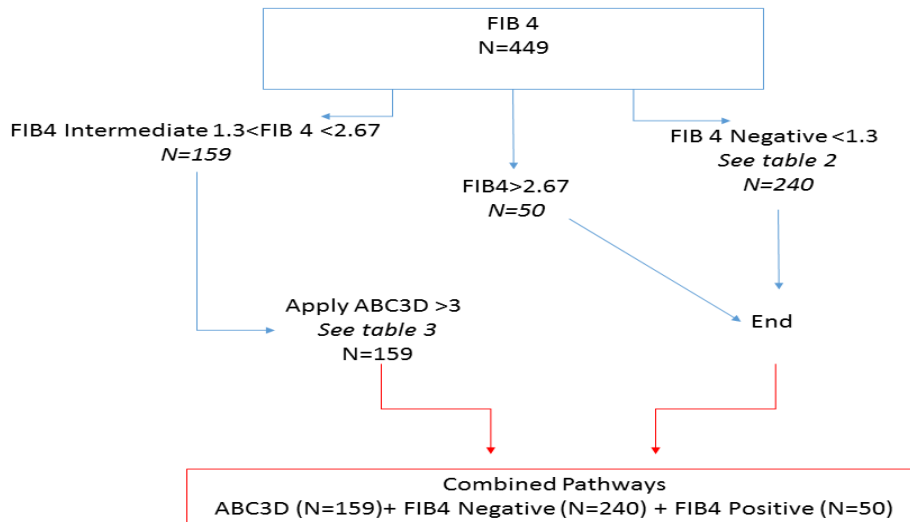 FIB 4
N=449
FIB4 Intermediate 1.3<FIB 4 <2.67
N=159
FIB4>2.67
N=50
FIB 4 Negative <1.3
See table 2
N=240
Apply ABC3D >3
See table 3
N=159
End
Combined Pathways
ABC3D (N=159)+ FIB4 Negative (N=240) + FIB4 Positive (N=50)